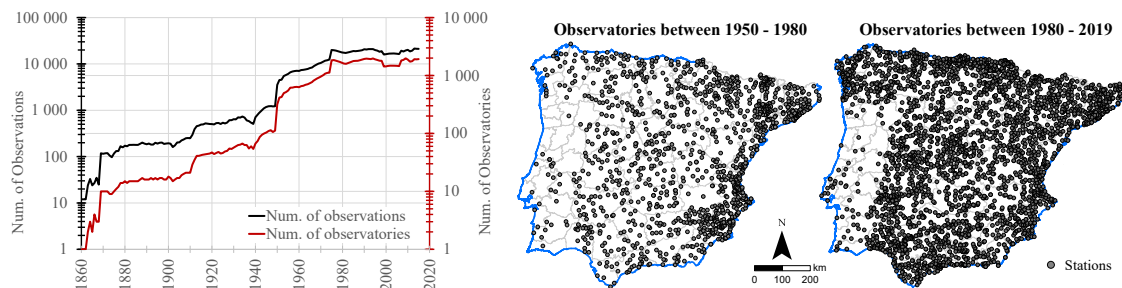 100 000
10 000
1 000
100
10
1
Num. of Observations
10 000
1 000
100
10
1
Num. of Observatories
Num. of observations
Num. of observatories
1860
1880
1900
1920
1940
1960
1980
2000
2020
Observatories between 1950 - 1980
Observatories between 1980 - 2019
N
0 100 200
km
Stations